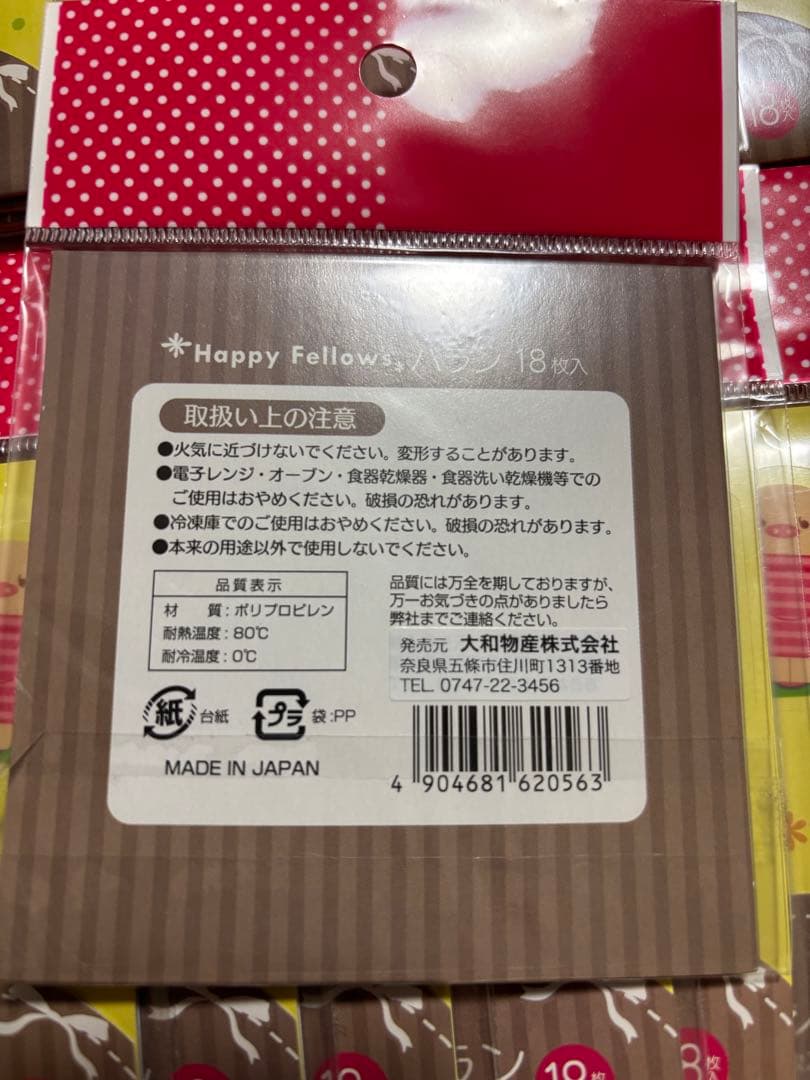 18枚入
Happy Fellows. バラン 18枚入
取扱い上の注意
●火気に近づけないでください。変形することがあります。
●電子レンジ・オーブン・食器乾燥器・食器洗い乾燥機等での
ご使用はおやめください。破損の恐れがあります。
●冷凍庫でのご使用はおやめください。破損の恐れがあります。
●本来の用途以外で使用しないでください。
品質表示
材　質：ポリプロピレン
耐熱温度：80℃
耐冷温度：0℃
品質には万全を期しておりますが、
万一お気づきの点がありましたら
弊社までご連絡ください。
発売元 大和物産株式会社
奈良県五條市住川町1313番地
TEL. 0747-22-3456
紙 台紙
プラ 袋:PP
MADE IN JAPAN
4 904681 620563
ラン
18
8枚入